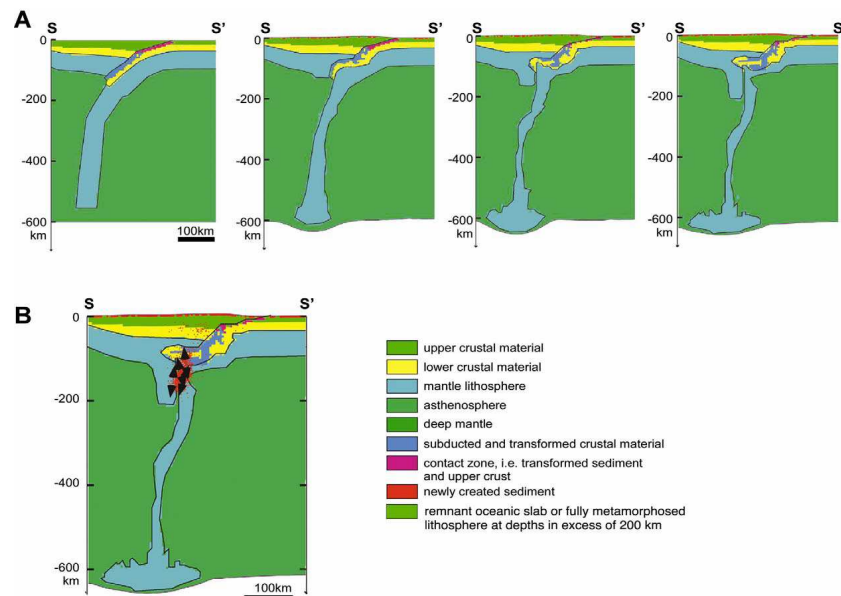 A
S S' S S' S S' S S'
0 0 0 0
-200 -200 -200 -200
-400 -400 -400 -400
-600 -600 -600 -600
km km km km
100km
B
S S'
0
-200
-400
-600
km
100km
upper crustal material
lower crustal material
mantle lithosphere
asthenosphere
deep mantle
subducted and transformed crustal material
contact zone, i.e. transformed sediment
and upper crust
newly created sediment
remnant oceanic slab or fully metamorphosed
lithosphere at depths in excess of 200 km